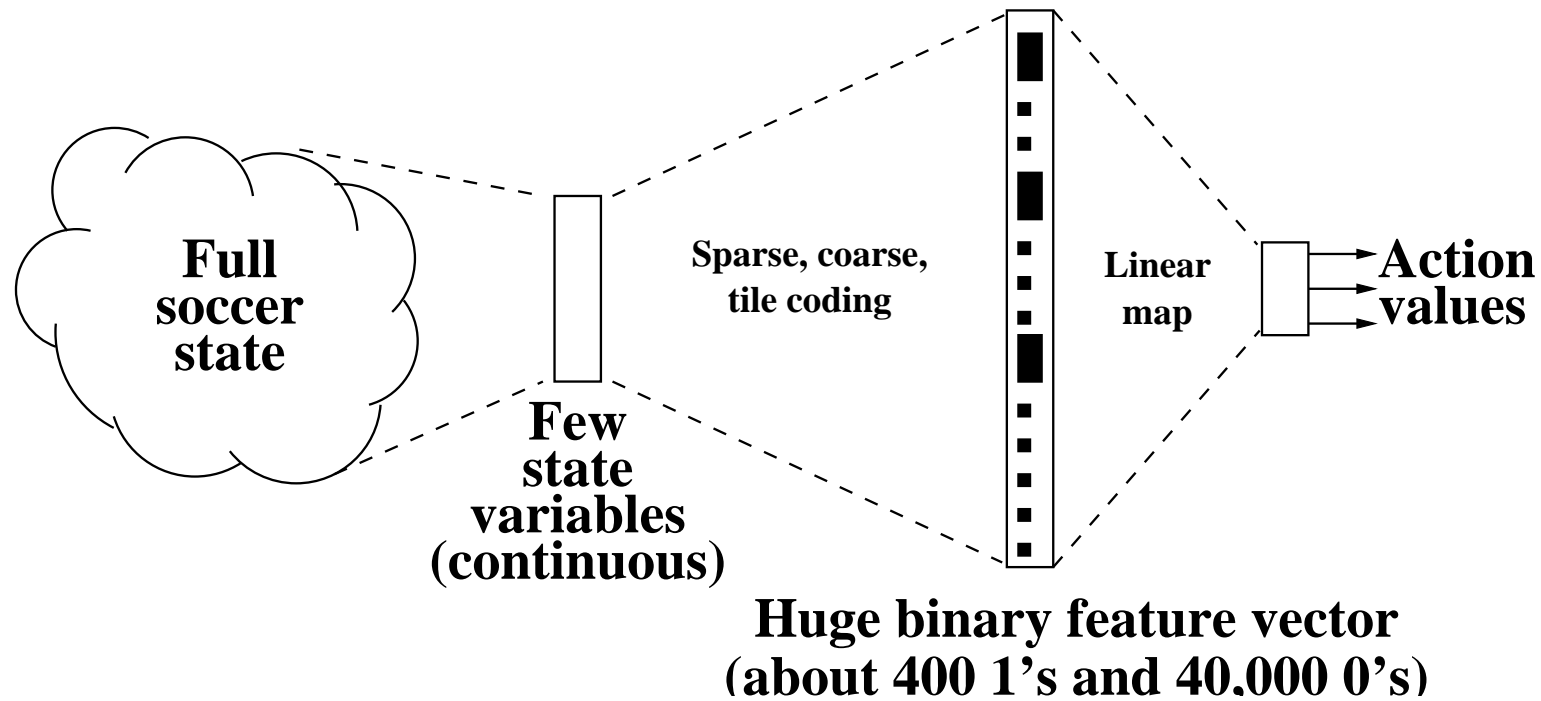 Full
soccer
state
Few
state
variables
(continuous)
Sparse, coarse,
tile coding
Huge binary feature vector
(about 400 1's and 40,000 0's)
Linear
map
Action
values